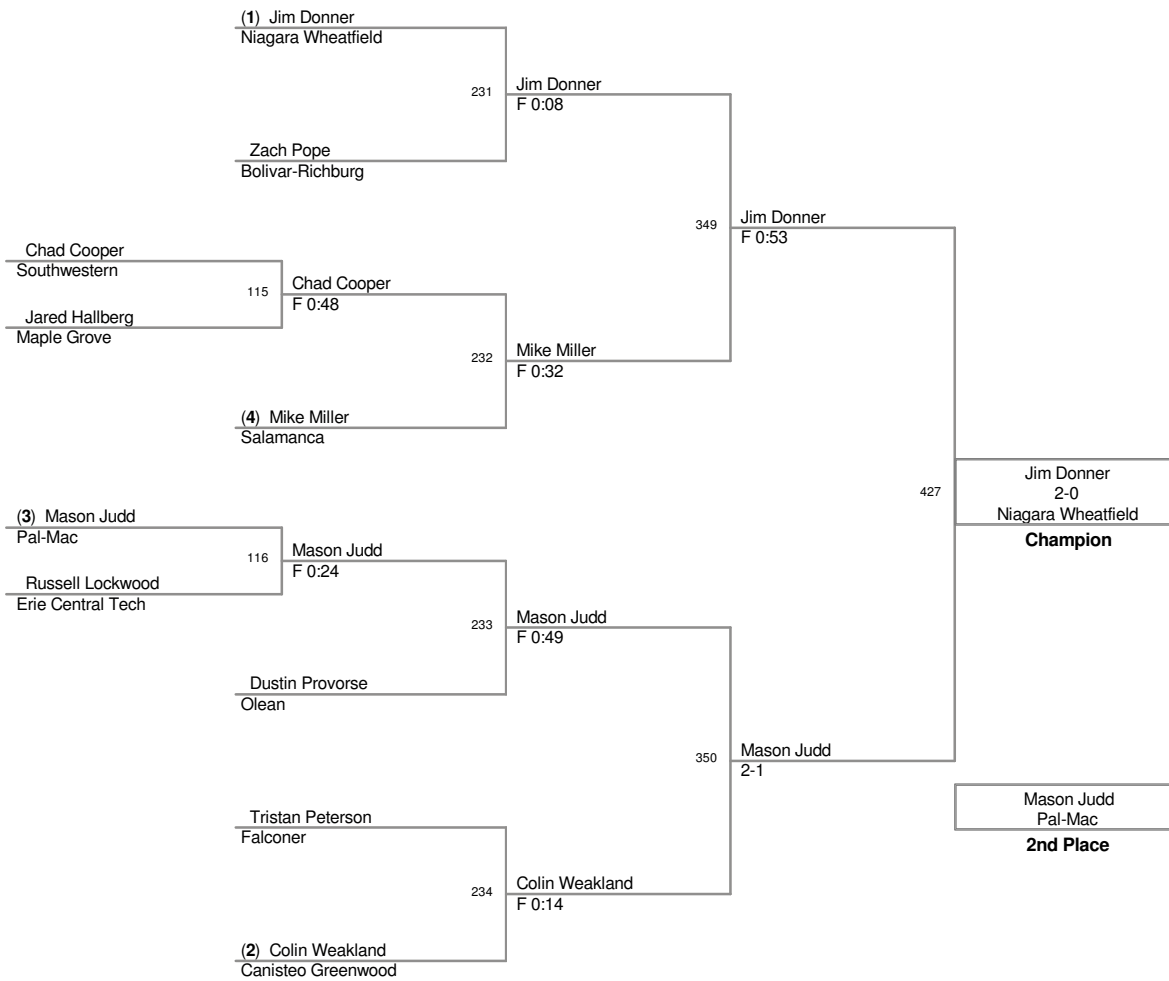 (1) Jim Donner
Niagara Wheatfield
231
Jim Donner
F 0:08
Zach Pope
Bolivar-Richburg
349
Jim Donner
F 0:53
Chad Cooper
Southwestern
115
Chad Cooper
F 0:48
Jared Hallberg
Maple Grove
232
Mike Miller
F 0:32
(4) Mike Miller
Salamanca
427
Jim Donner
2-0
Niagara Wheatfield
Champion
(3) Mason Judd
Pal-Mac
116
Mason Judd
F 0:24
Russell Lockwood
Erie Central Tech
233
Mason Judd
F 0:49
Dustin Provorse
Olean
350
Mason Judd
2-1
Mason Judd
Pal-Mac
2nd Place
Tristan Peterson
Falconer
234
Colin Weakland
F 0:14
(2) Colin Weakland
Canisteo Greenwood